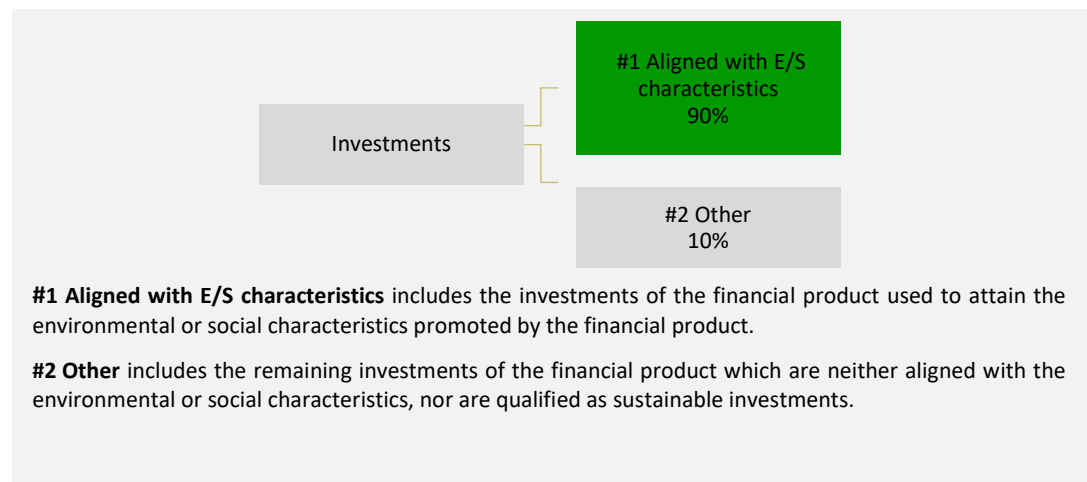 #1 Aligned with E/S
characteristics
90%
Investments
#2 Other
10%
#1 Aligned with E/S characteristics includes the investments of the financial product used to attain the
environmental or social characteristics promoted by the financial product.
#2 Other includes the remaining investments of the financial product which are neither aligned with the
environmental or social characteristics, nor are qualified as sustainable investments.